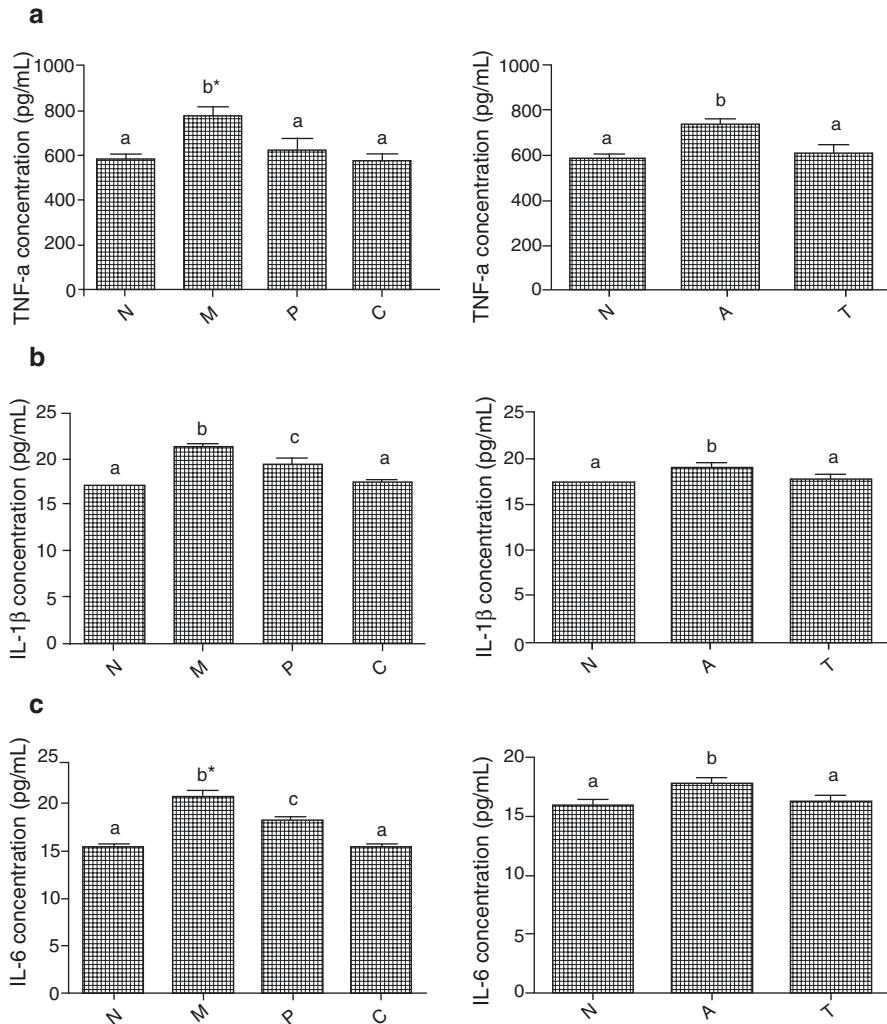 a
TNF-a concentration (pg/mL)
1000
800
600
400
200
0
a
b*
a
a
N
M
P
C
TNF-a concentration (pg/mL)
1000
800
600
400
200
0
a
b
a
N
A
T
b
IL-1β concentration (pg/mL)
25
20
15
10
5
0
a
b
c
a
N
M
P
C
IL-1β concentration (pg/mL)
25
20
15
10
5
0
a
b
a
N
A
T
c
IL-6 concentration (pg/mL)
25
20
15
10
5
0
a
b*
c
a
N
M
P
C
IL-6 concentration (pg/mL)
20
15
10
5
0
a
b
a
N
A
T